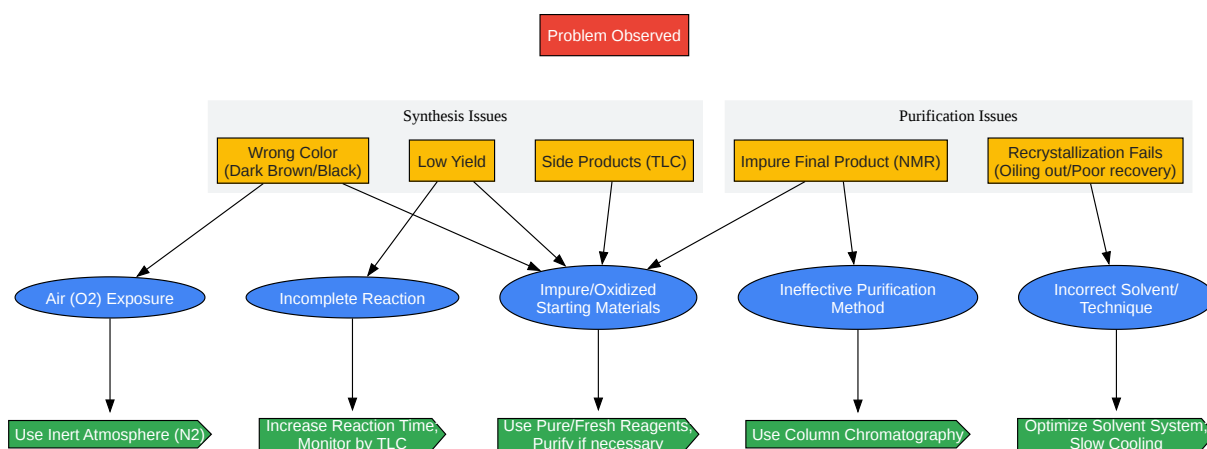 Problem Observed
Synthesis Issues
Purification Issues
Wrong Color
(Dark Brown/Black)
Low Yield
Side Products (TLC)
Impure Final Product (NMR)
Recrystallization Fails
(Oiling out/Poor recovery)
Air (O2) Exposure
Incomplete Reaction
Impure/Oxidized
Starting Materials
Ineffective Purification
Method
Incorrect Solvent/
Technique
Use Inert Atmosphere (N2)
Increase Reaction Time,
Monitor by TLC
Use Pure/Fresh Reagents,
Purify if necessary
Use Column Chromatography
Optimize Solvent System,
Slow Cooling